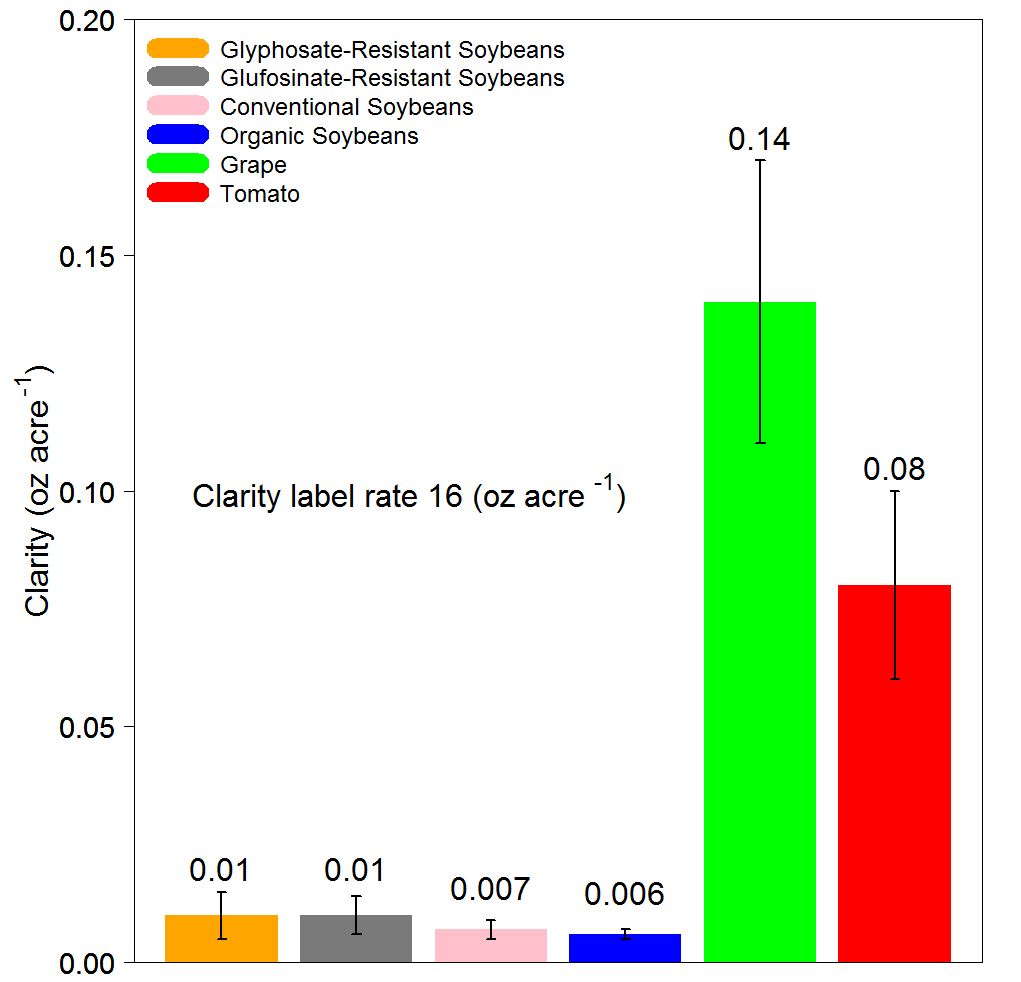 0.20
Glyphosate-Resistant Soybeans
Glufosinate-Resistant Soybeans
Conventional Soybeans
Organic Soybeans
Grape
Tomato
0.14
0.15
Clarity (oz acre⁻¹)
0.08
0.10
Clarity label rate 16 (oz acre ⁻¹)
0.05
0.01
0.01
0.007
0.006
0.00